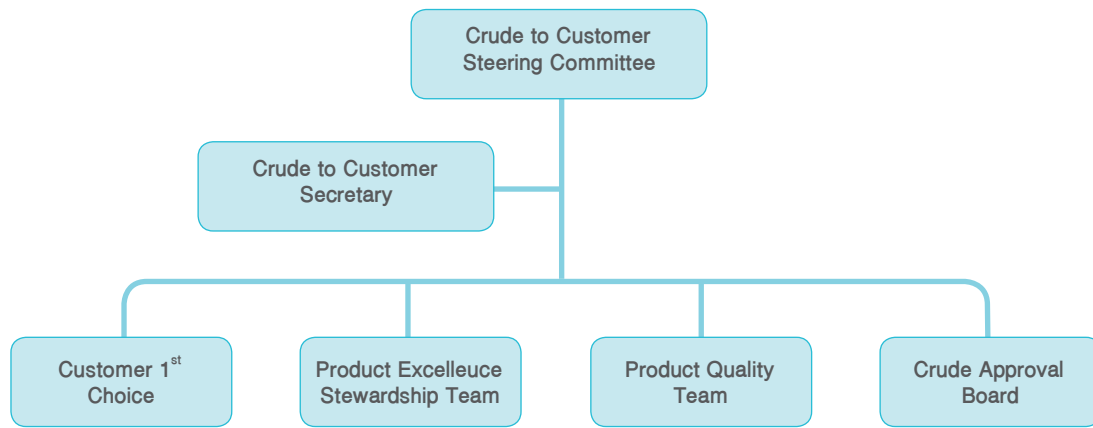 Crude to Customer
Steering Committee
Crude to Customer
Secretary
Customer 1st
Choice
Product Excelleuce
Stewardship Team
Product Quality
Team
Crude Approval
Board